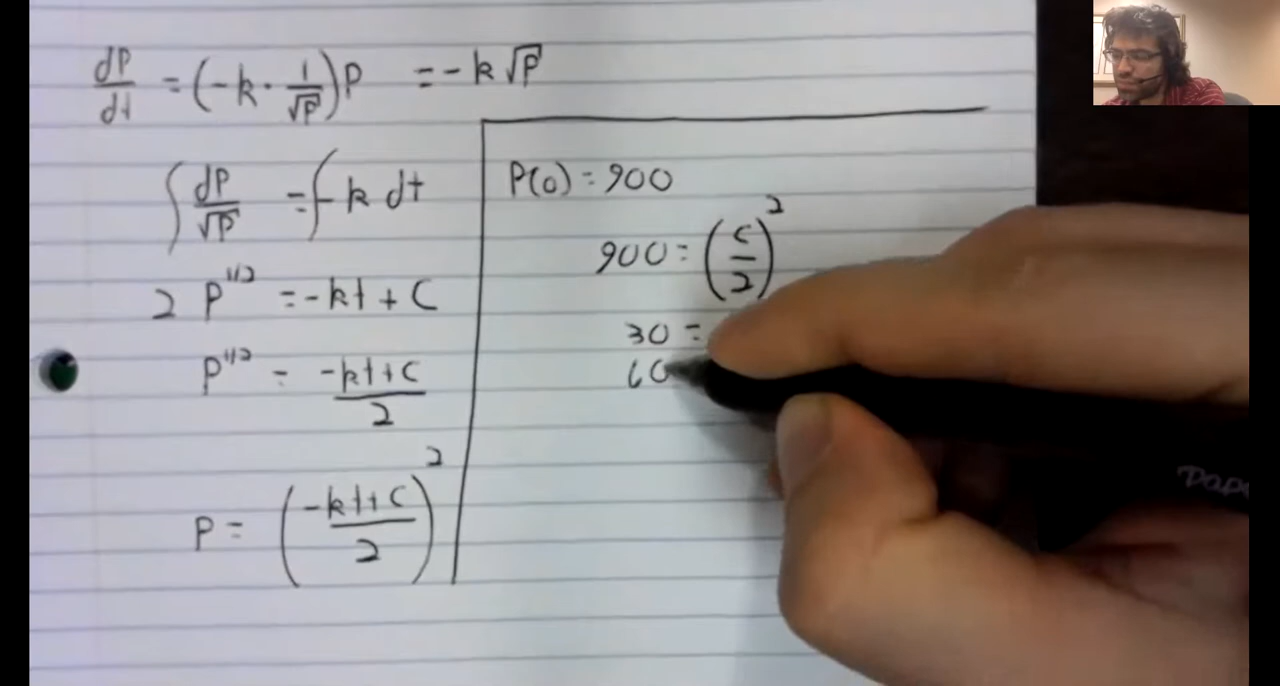 dP/dt = (-k · 1/√P)P = -k√P
∫ dP/√P = ∫-k dt
2 P^1/2 = -kt + C
P^1/2 = (-kt+C)/2
P = ((-kt+C)/2)^2
P(0) = 900
900 = (C/2)^2
30 =
60